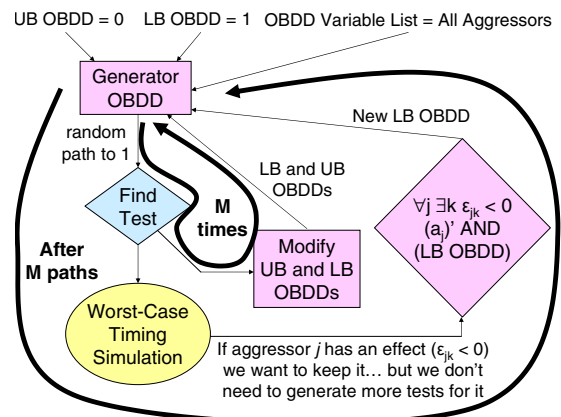 UB OBDD = 0    LB OBDD = 1    OBDD Variable List = All Aggressors
Generator
OBDD
random
path to 1
New LB OBDD
LB and UB
OBDDs
Find
Test
M
times
∀j ∃k εjk < 0
(aj)’ AND
(LB OBDD)
After
M paths
Modify
UB and LB
OBDDs
Worst-Case
Timing
Simulation
If aggressor j has an effect (εjk < 0)
we want to keep it… but we don’t
need to generate more tests for it